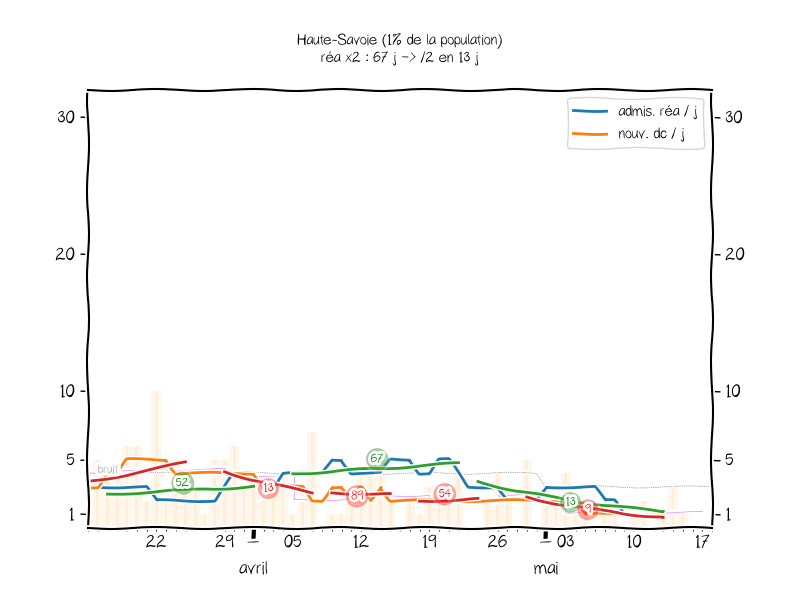 Haute-Savoie (1% de la population)
réa x2 : 67 j -> /2 en 13 j
admis. réa / j
nouv. dc / j
30 30
20 20
10 10
5 5
1 1
bruit
52
13
67
89
54
13
9
22 29 05 12 19 26 03 10 17
avril mai